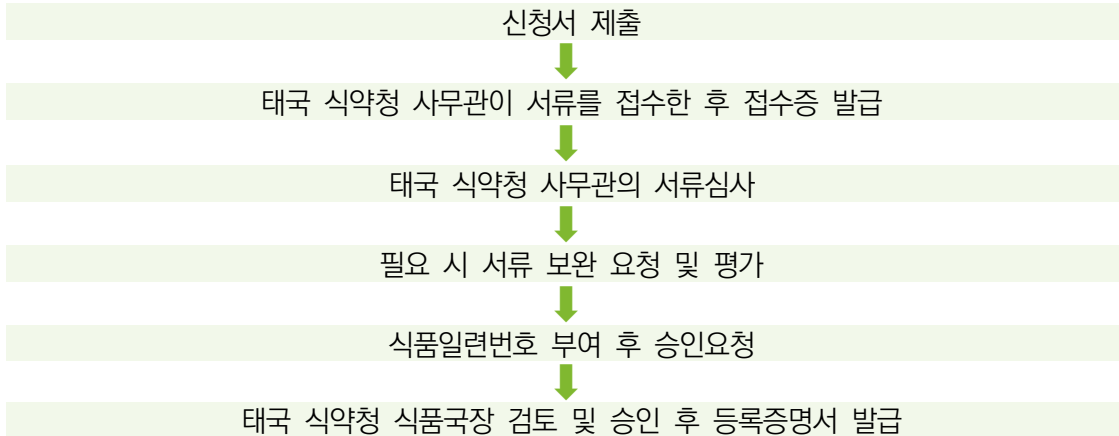 신청서 제출
태국 식약청 사무관이 서류를 접수한 후 접수증 발급
태국 식약청 사무관의 서류심사
필요 시 서류 보완 요청 및 평가
식품일련번호 부여 후 승인요청
태국 식약청 식품국장 검토 및 승인 후 등록증명서 발급